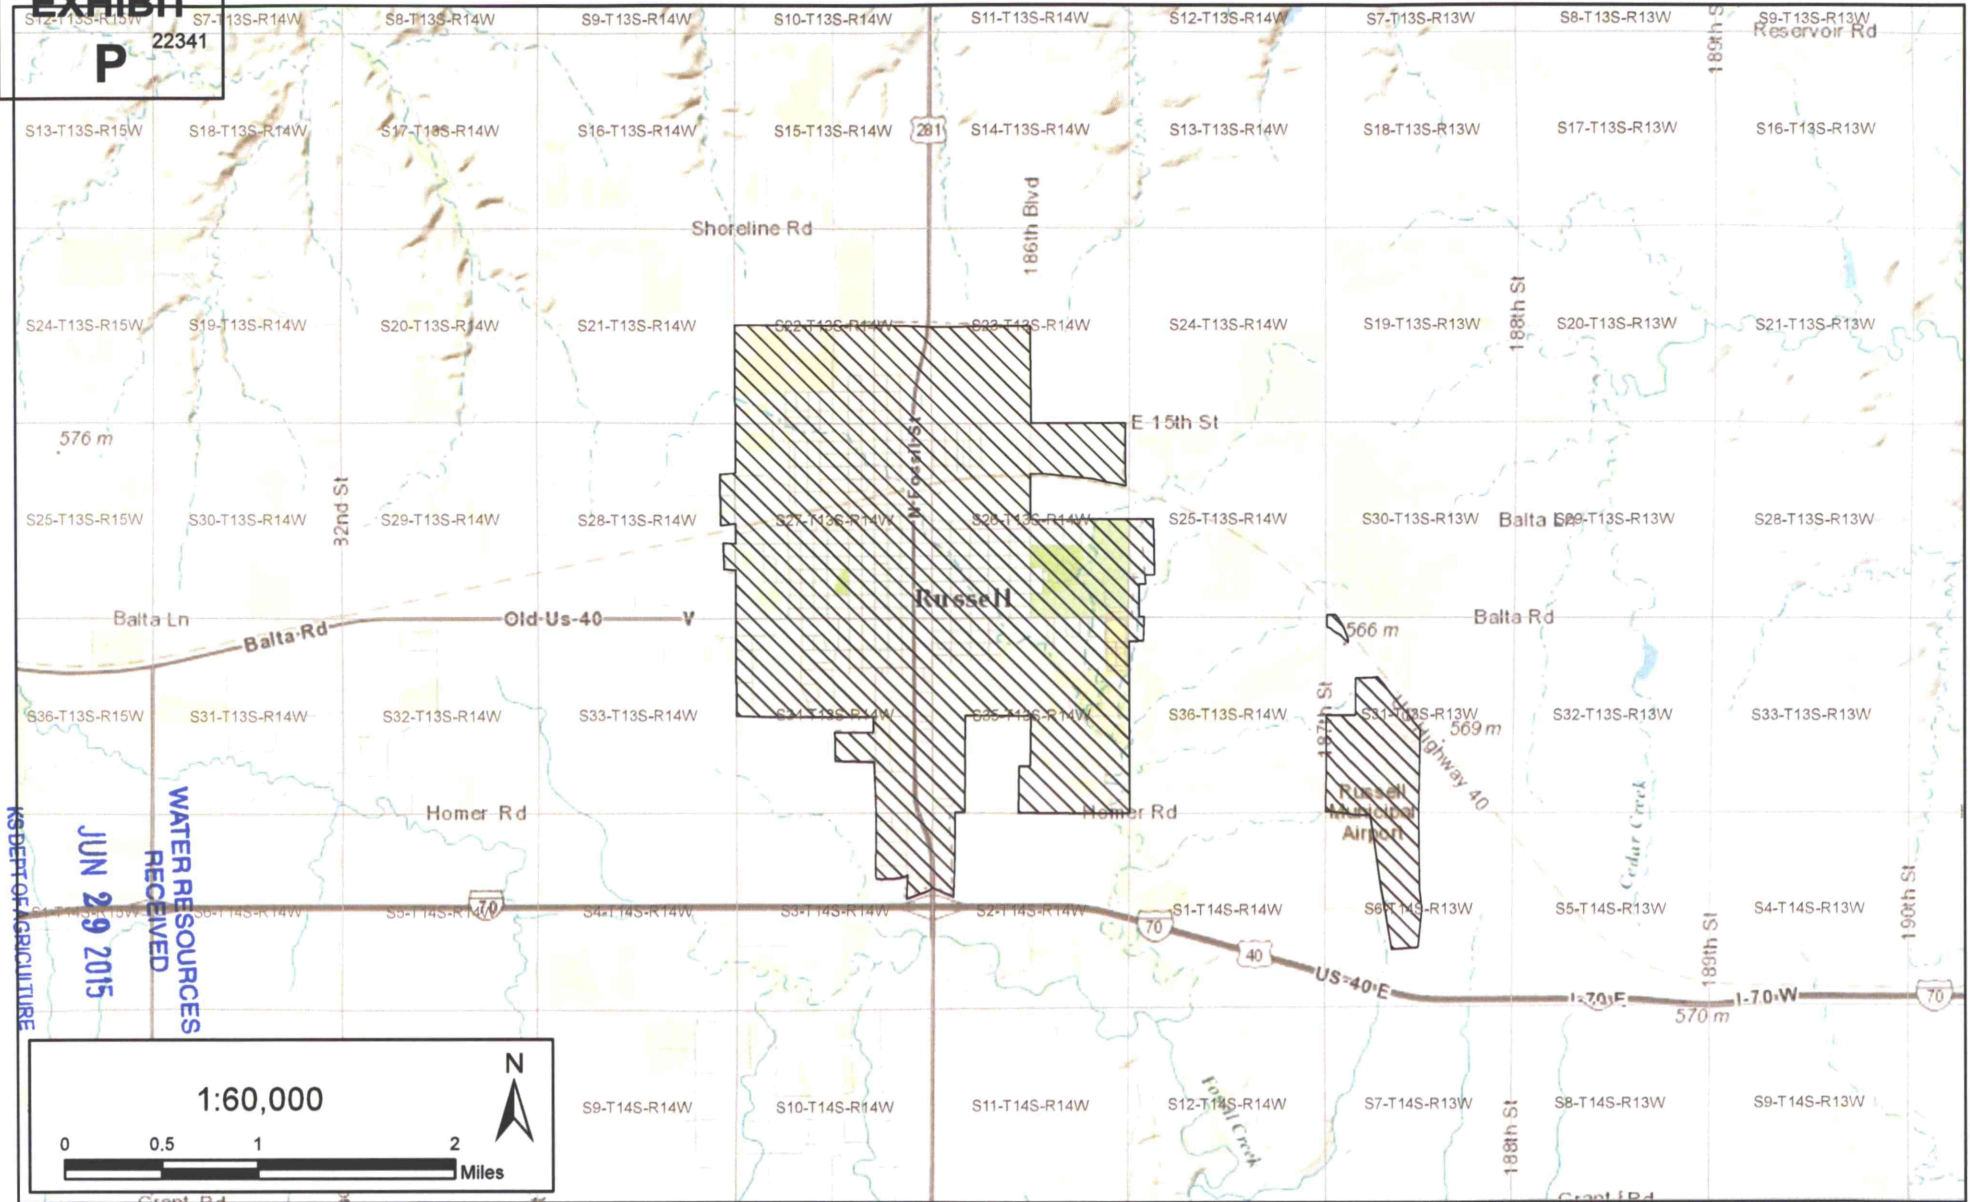 EXHIBIT
P
22341
S12-T13S-R15W S7-T13S-R14W S8-T13S-R14W S9-T13S-R14W S10-T13S-R14W S11-T13S-R14W S12-T13S-R14W S7-T13S-R13W S8-T13S-R13W S9-T13S-R13W
Reservoir Rd
189th S
S13-T13S-R15W S18-T13S-R14W S17-T13S-R14W S16-T13S-R14W S15-T13S-R14W 281 S14-T13S-R14W S13-T13S-R14W S18-T13S-R13W S17-T13S-R13W S16-T13S-R13W
186th Blvd
Shoreline Rd
188th St
S24-T13S-R15W S19-T13S-R14W S20-T13S-R14W S21-T13S-R14W S22-T13S-R14W S23-T13S-R14W S24-T13S-R14W S19-T13S-R13W S20-T13S-R13W S21-T13S-R13W
E 15th St
576 m
N Fossil St
82nd St
S25-T13S-R15W S30-T13S-R14W S29-T13S-R14W S28-T13S-R14W S27-T13S-R14W S26-T13S-R14W S25-T13S-R14W S30-T13S-R13W Balta Ln S29-T13S-R13W S28-T13S-R13W
Russell
Balta Ln
Balta Rd
Old-Us-40
V
566 m
Balta Rd
187th St
S36-T13S-R15W S31-T13S-R14W S32-T13S-R14W S33-T13S-R14W S34-T13S-R14W S35-T13S-R14W S36-T13S-R14W S31-T13S-R13W S32-T13S-R13W S33-T13S-R13W
569 m
Highway 40
Homer Rd
Homer Rd
Russell
Municipal
Airport
Cedar Creek
WATER RESOURCES
RECEIVED
JUN 29 2015
KS DEPT OF AGRICULTURE
S1-T14S-R15W S6-T14S-R14W S5-T14S-R14W 70 S4-T14S-R14W S3-T14S-R14W S2-T14S-R14W S1-T14S-R14W S6-T14S-R13W S5-T14S-R13W S4-T14S-R13W
190th St
189th St
70
40
US-40-E
I-70-E
I-70-W
70
570 m
Fossil Creek
188th St
S9-T14S-R14W S10-T14S-R14W S11-T14S-R14W S12-T14S-R14W S7-T14S-R13W S8-T14S-R13W S9-T14S-R13W
N
1:60,000
0 0.5 1 2
Miles
Grant Rd
Grant Rd